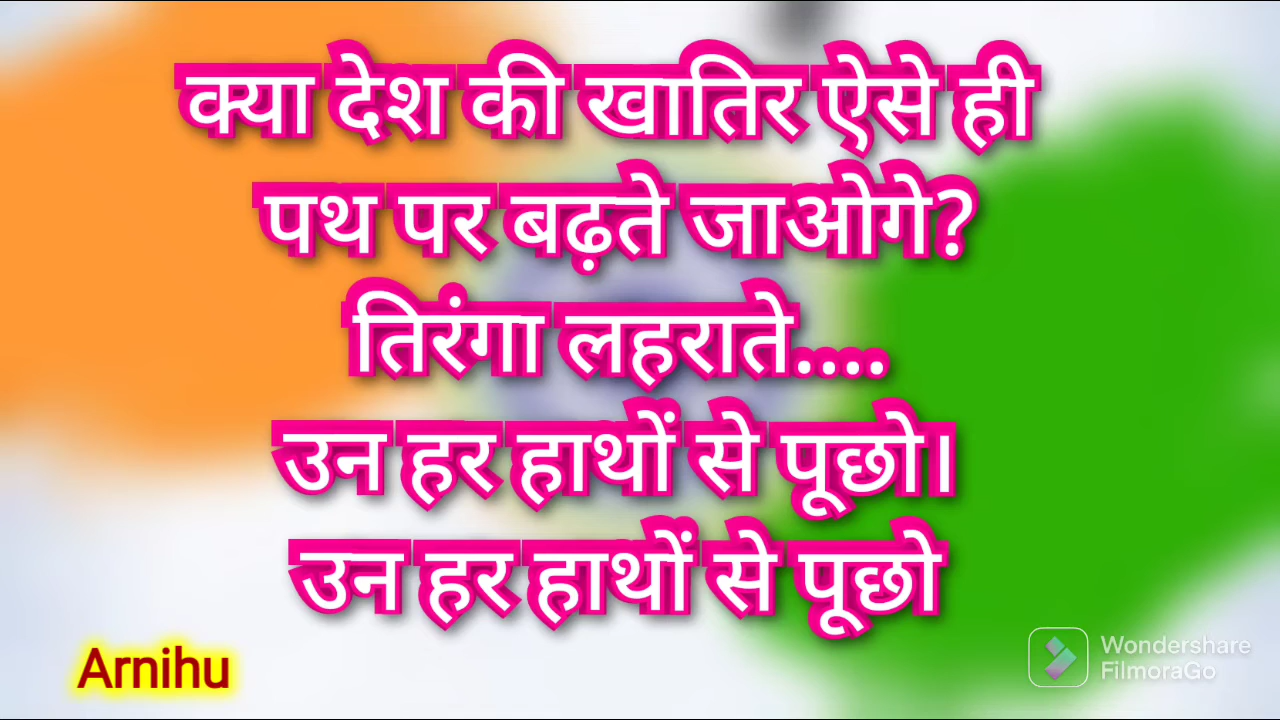 क्या देश की खातिर ऐसे ही
पथ पर बढ़ते जाओगे?
तिरंगा लहराते....
उन हर हाथों से पूछो।
उन हर हाथों से पूछो
Arnihu
Wondershare
FilmoraGo